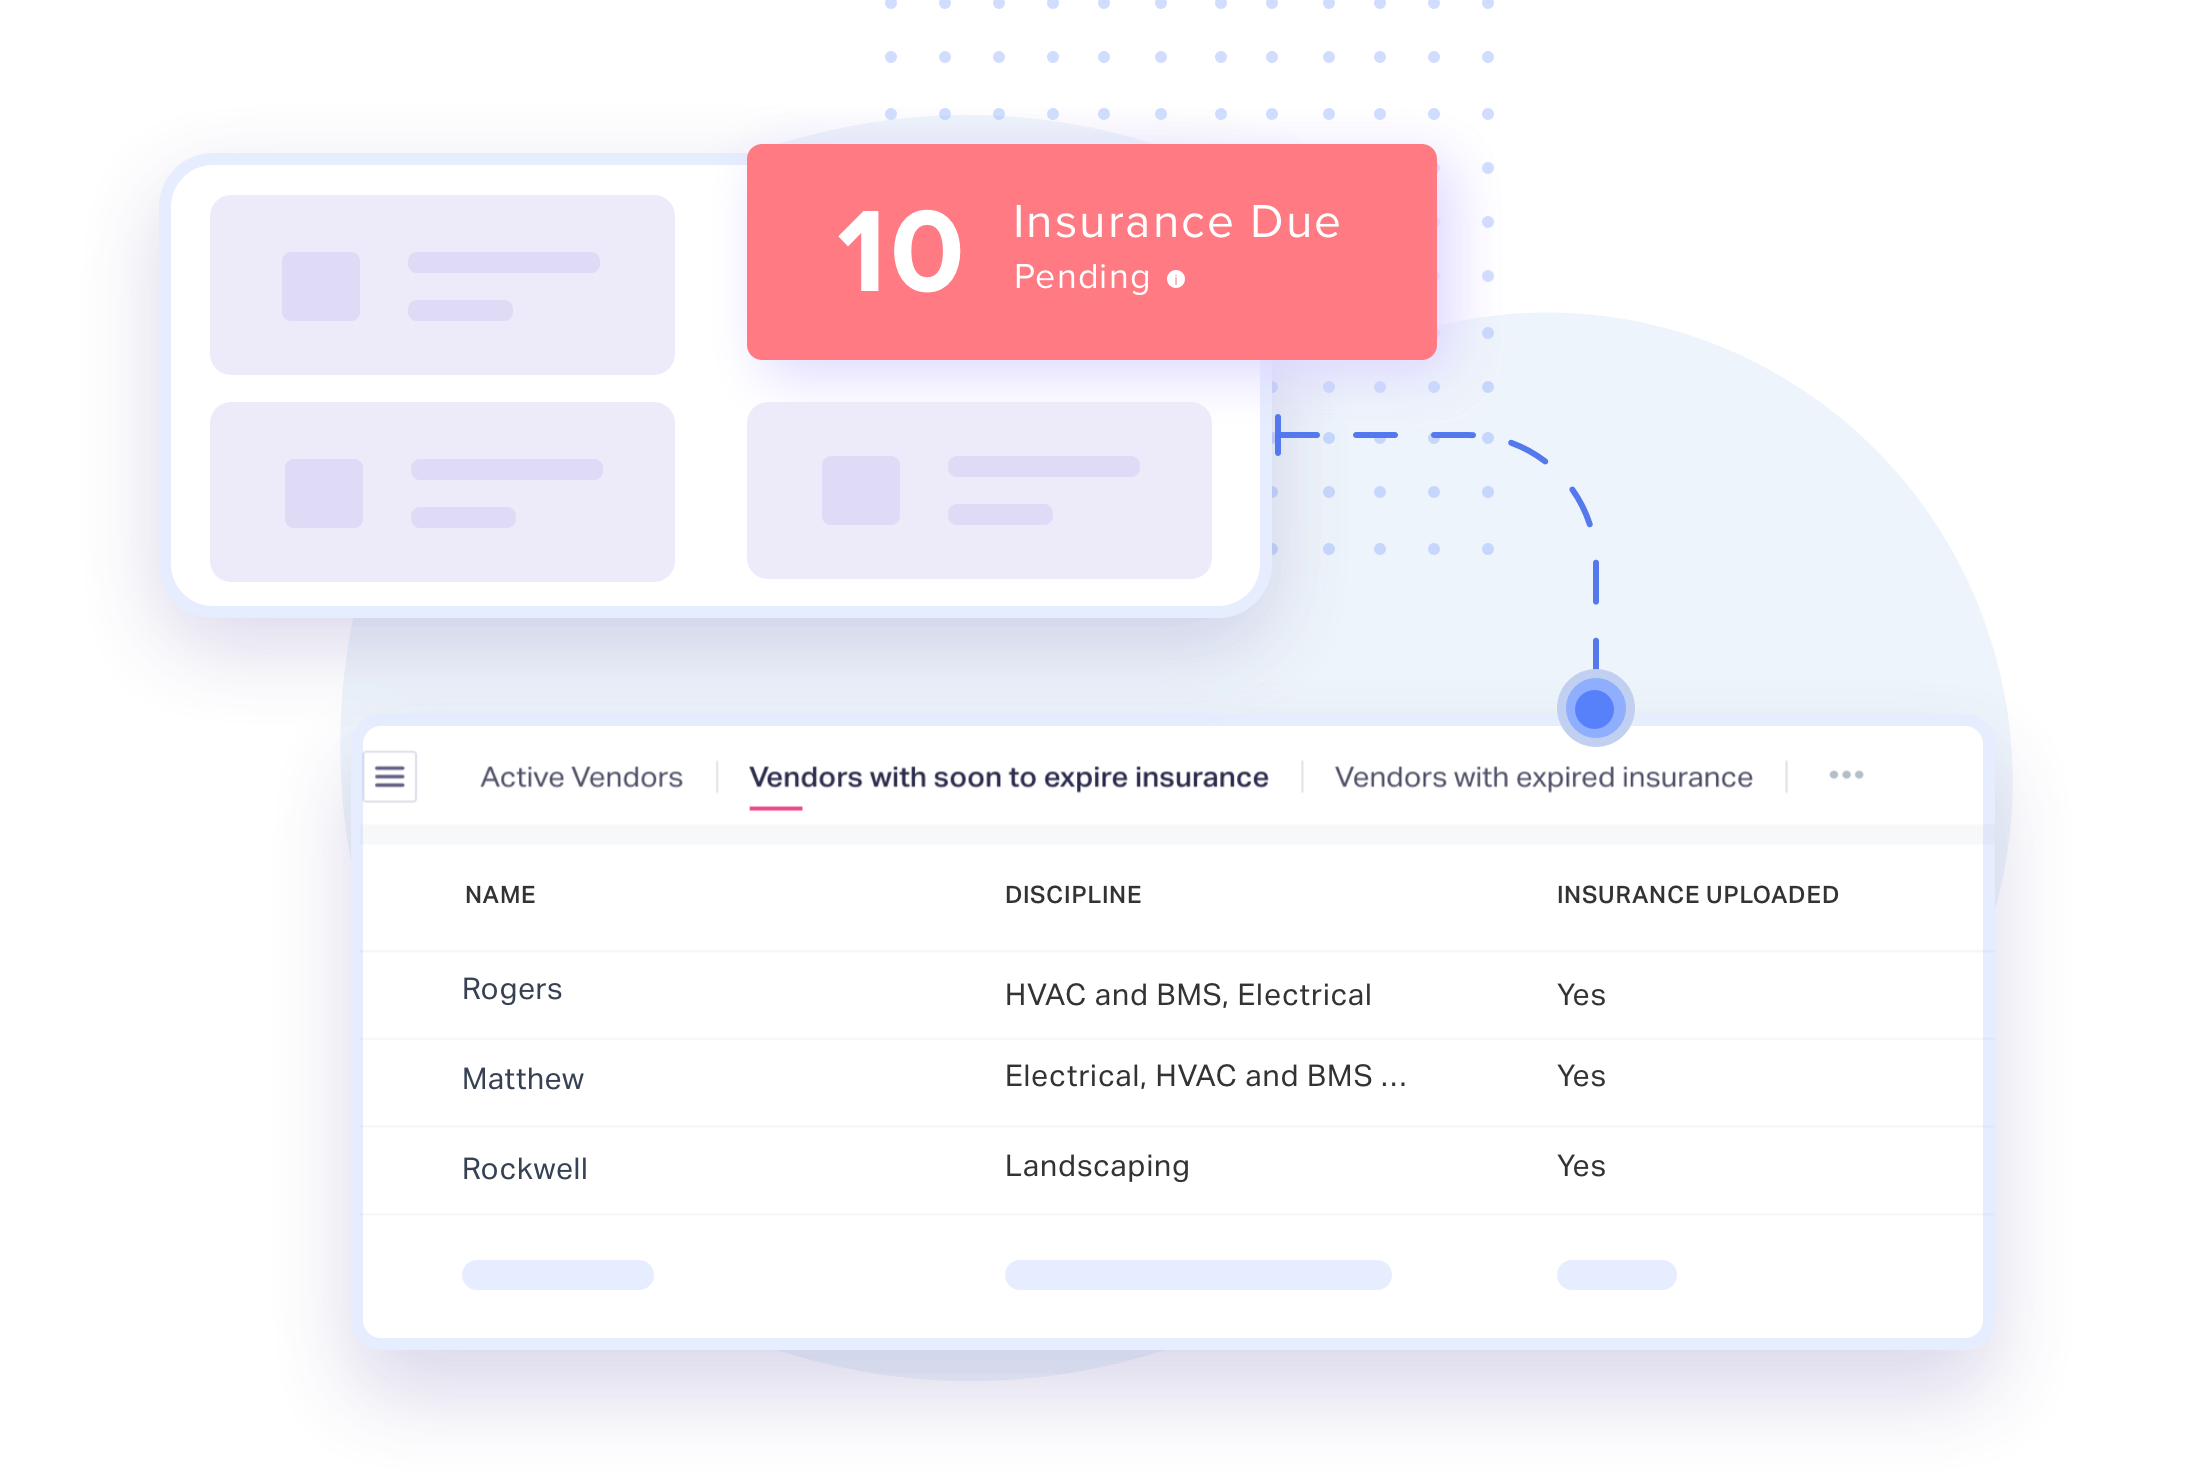 10 Insurance Due
Pending
Active Vendors Vendors with soon to expire insurance Vendors with expired insurance
NAME DISCIPLINE INSURANCE UPLOADED
Rogers HVAC and BMS, Electrical Yes
Matthew Electrical, HVAC and BMS ... Yes
Rockwell Landscaping Yes